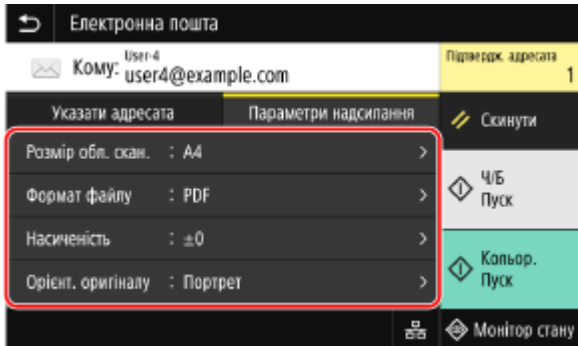 Електронна пошта
Кому: User-4
user4@example.com
Підтвердж. адресата
1
Указати адресата
Параметри надсилання
Скинути
Розмір обл. скан. : A4
Формат файлу : PDF
Насиченість : ±0
Орієнт. оригіналу : Портрет
Ч/Б
Пуск
Кольор.
Пуск
Монітор стану